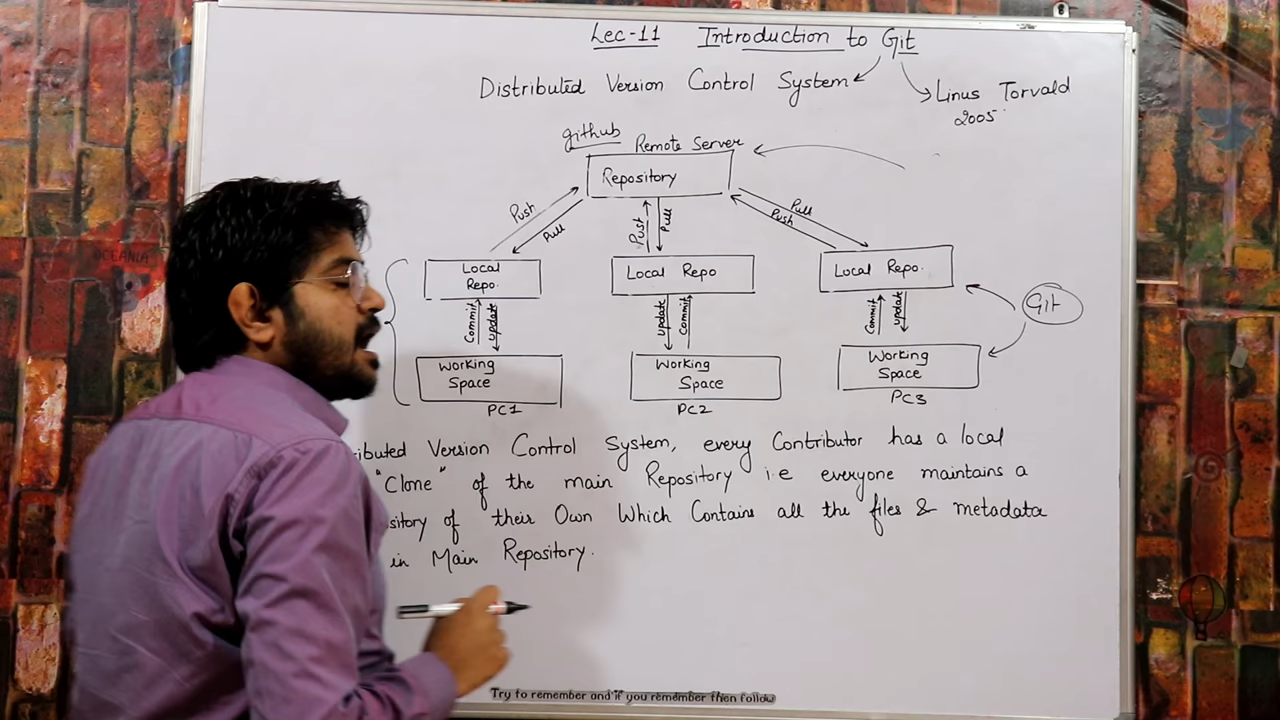 Lec-11 Introduction to Git
Distributed Version Control System
Linus Torvald
2005
github
Remote Server
Repository
Push
Pull
Push
Pull
Pull
Push
Local
Repo.
Local Repo
Local Repo.
Commit
update
update
Commit
Commit
update
Git
Working
Space
Working
Space
Working
Space
PC1
PC2
PC3
ributed Version Control System, every Contributor has a local
"Clone" of the main Repository i.e everyone maintains a
sitory of their Own Which Contains all the files & metadata
in Main Repository.
OCEANIA
Try to remember and if you remember then follow